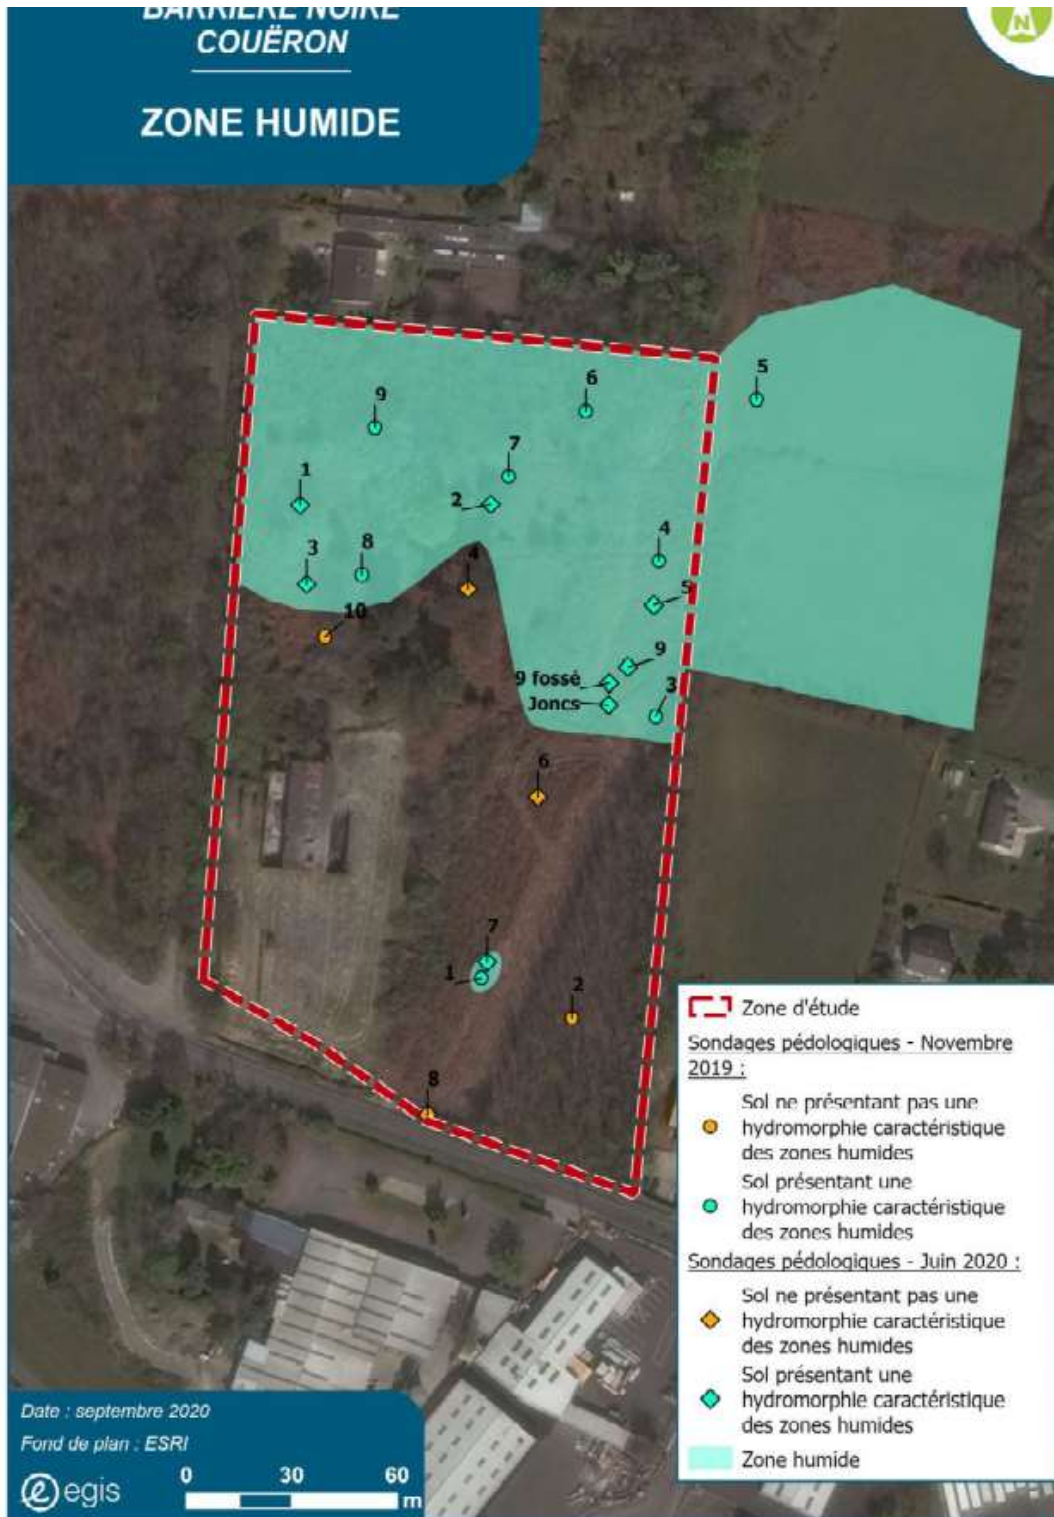 BARRIÈRE NOIRE
COUËRON
ZONE HUMIDE
N
5
6
9
7
1
2
4
8
3
4
5
10
9
9 fossé
3
Joncs
6
7
1
2
8
Zone d'étude
Sondages pédologiques - Novembre
2019 :
Sol ne présentant pas une
hydromorphie caractéristique
des zones humides
Sol présentant une
hydromorphie caractéristique
des zones humides
Sondages pédologiques - Juin 2020 :
Sol ne présentant pas une
hydromorphie caractéristique
des zones humides
Sol présentant une
hydromorphie caractéristique
des zones humides
Zone humide
Date : septembre 2020
Fond de plan : ESRI
egis
0 30 60
m